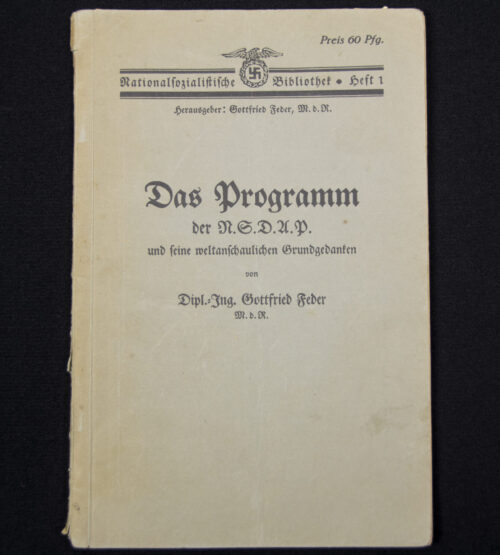 Preis 60 Pfg.
Nationalsozialistische Bibliothek • Heft 1
Herausgeber: Gottfried Feder, M. d. R.
Das Programm
der N.S.D.A.P.
und seine weltanschaulichen Grundgedanken
von
Dipl.-Ing. Gottfried Feder
M. d. R.